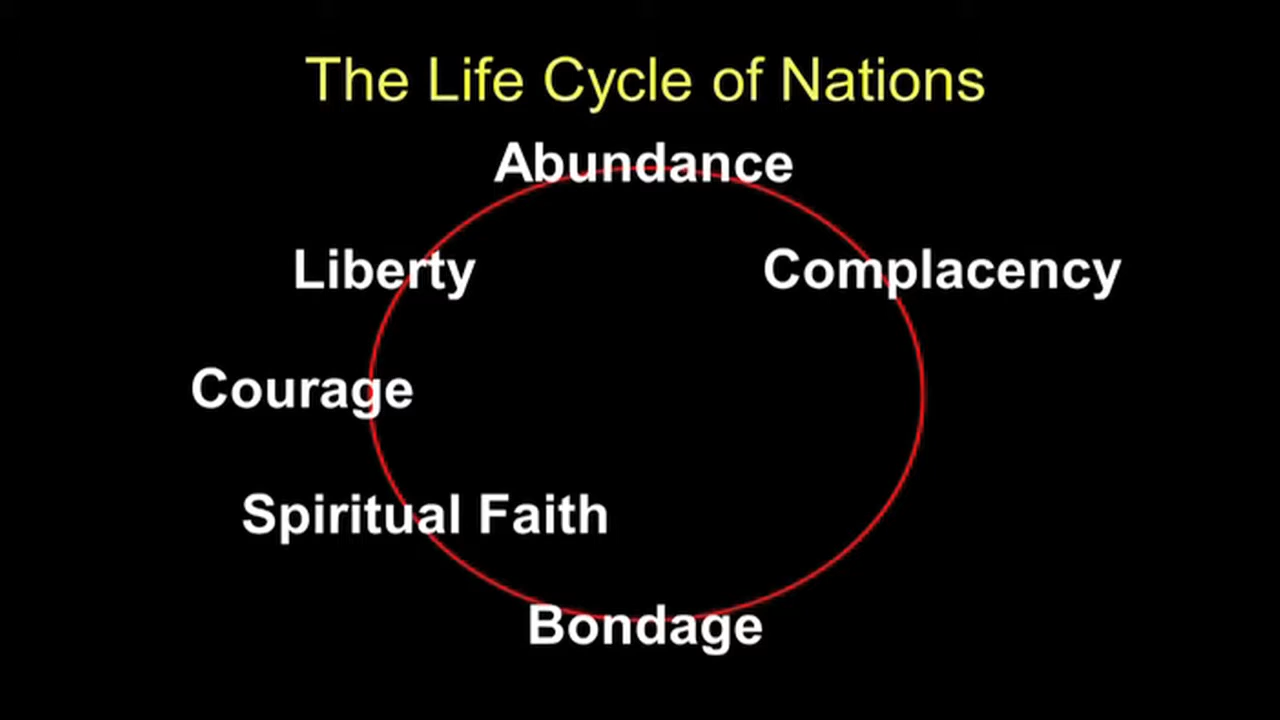 The Life Cycle of Nations
Abundance
Liberty
Complacency
Courage
Spiritual Faith
Bondage